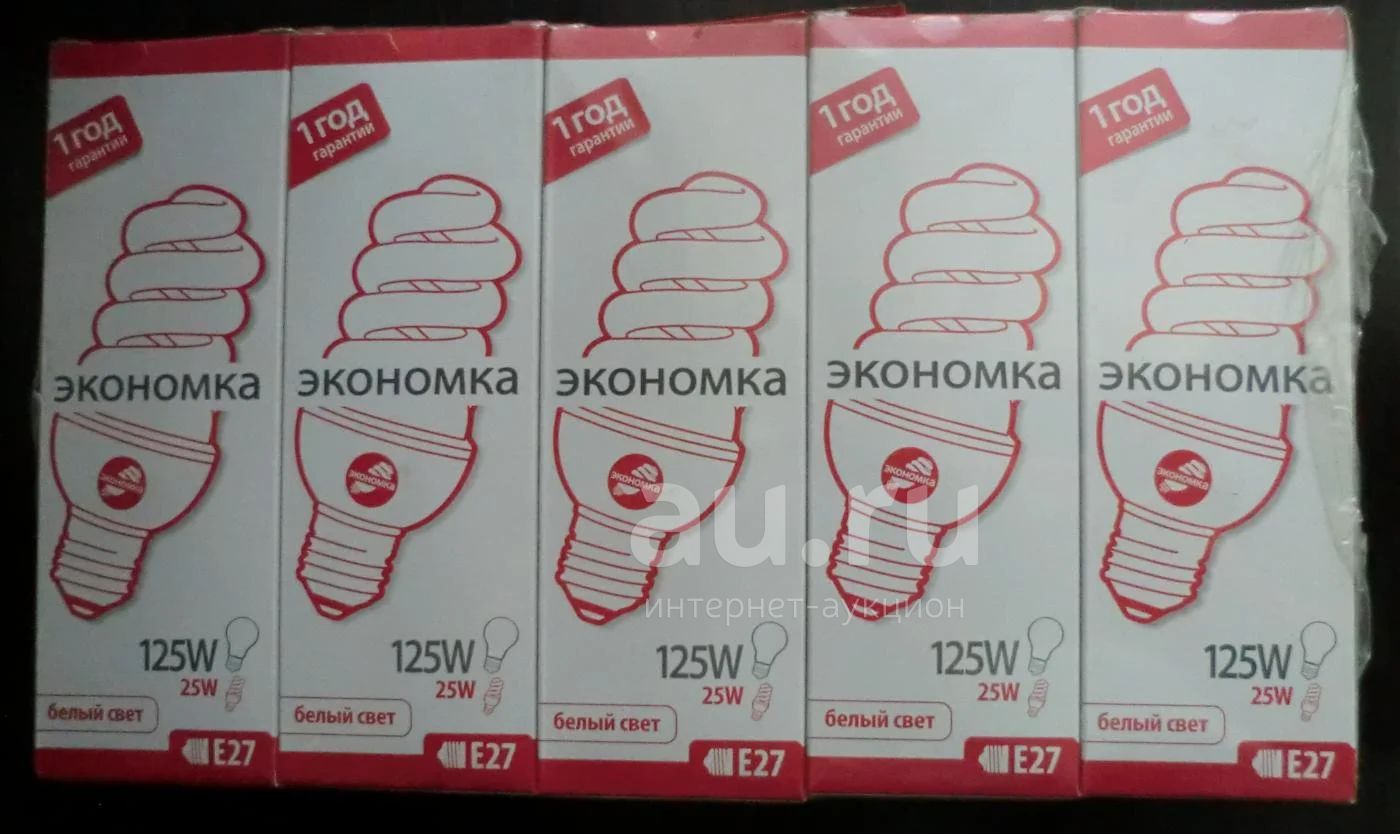 1 ГОД
гарантии
ЭКОНОМКА
ЭКОНОМКА
125W
25W
белый свет
E27
1 ГОД
гарантии
ЭКОНОМКА
ЭКОНОМКА
125W
25W
белый свет
E27
1 ГОД
гарантии
ЭКОНОМКА
ЭКОНОМКА
125W
25W
белый свет
E27
1 ГОД
гарантии
ЭКОНОМКА
ЭКОНОМКА
125W
25W
белый свет
E27
1 ГОД
гарантии
ЭКОНОМКА
ЭКОНОМКА
125W
25W
белый свет
E27
au.ru
интернет-аукцион